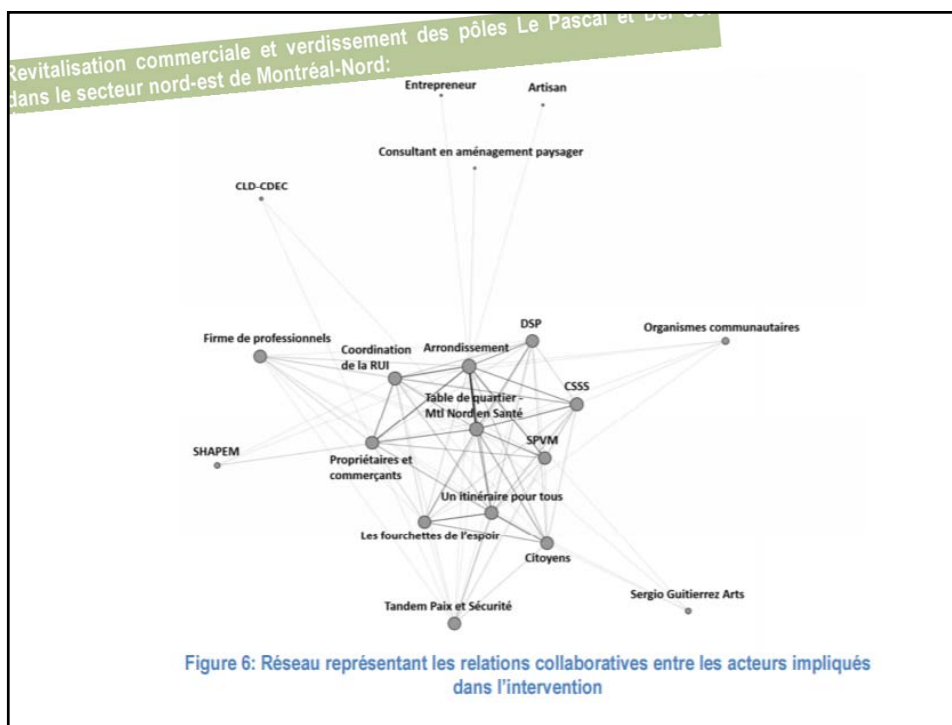 Revitalisation commerciale et verdissement des pôles Le Pascal et
dans le secteur nord-est de Montréal-Nord:
Entrepreneur
Artisan
Consultant en aménagement paysager
CLD-CDEC
DSP
Organismes communautaires
Firme de professionnels
Coordination
de la RUI
Arrondissement
CSSS
Table de quartier -
Mtl Nord en Santé
SPVM
SHAPEM
Propriétaires et
commerçants
Un itinéraire pour tous
Les fourchettes de l'espoir
Citoyens
Sergio Guitierrez Arts
Tandem Paix et Sécurité
Figure 6: Réseau représentant les relations collaboratives entre les acteurs impliqués
dans l'intervention